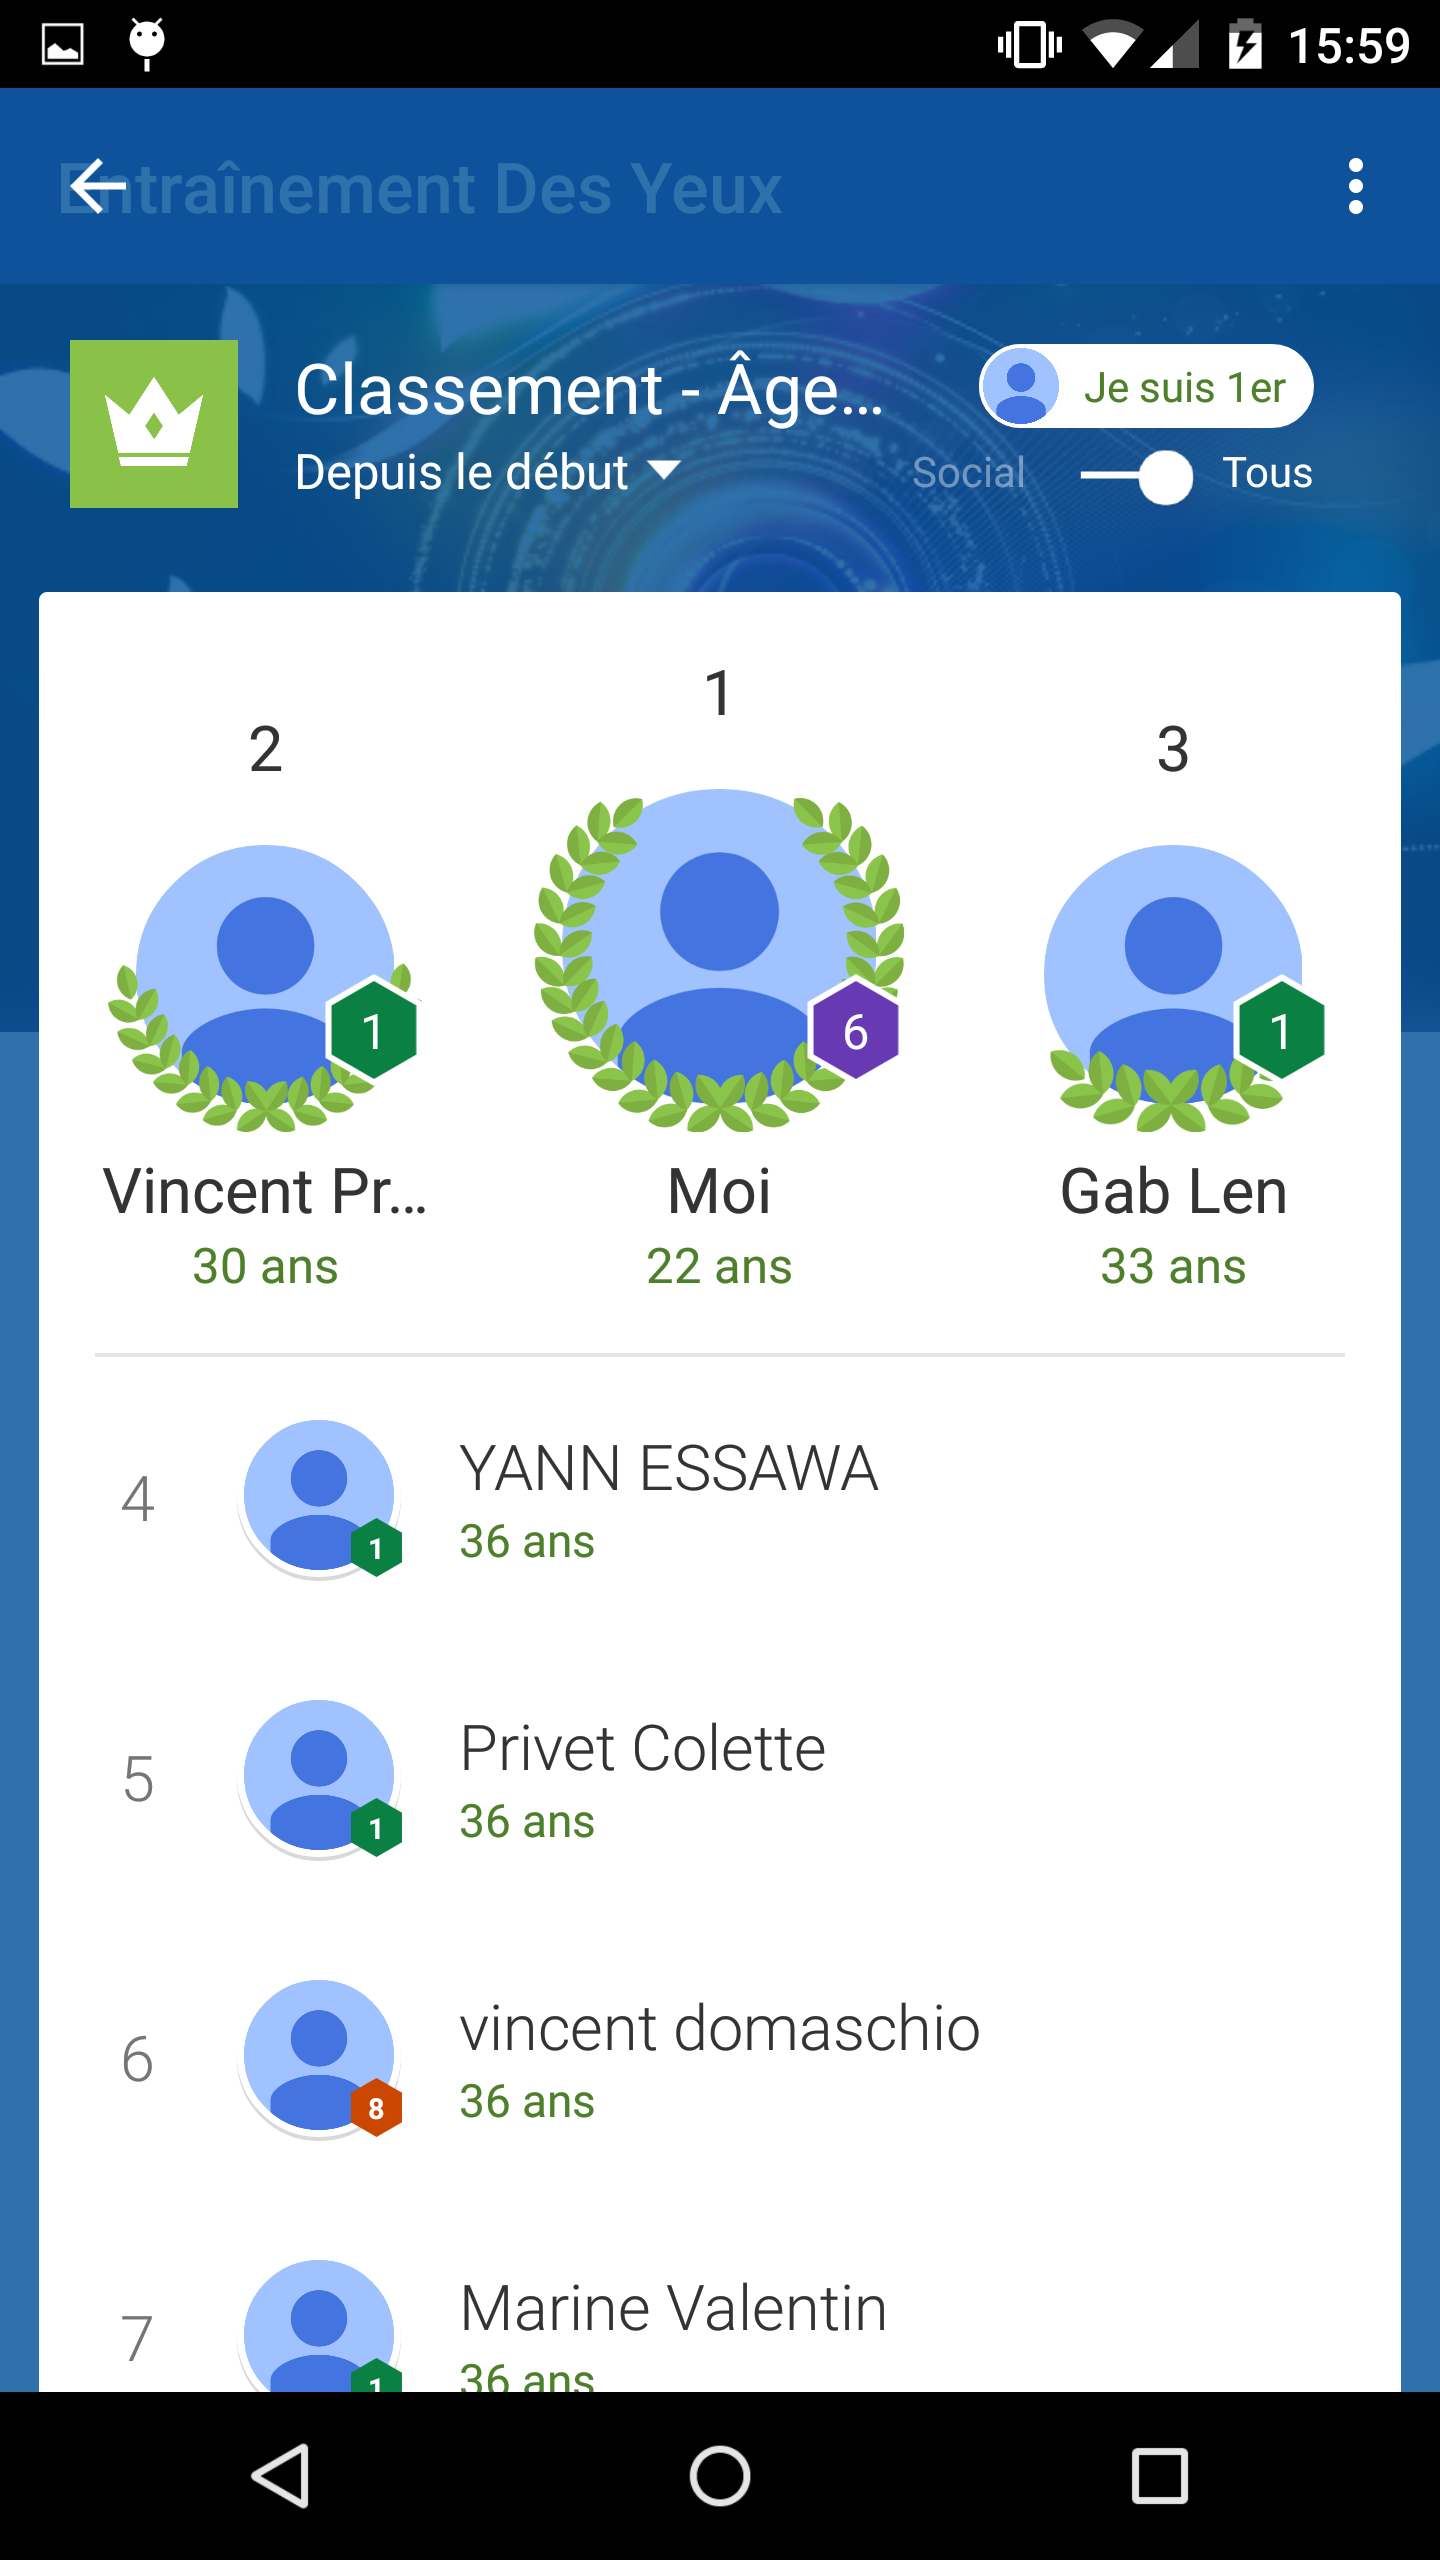 15:59
Entraînement Des Yeux
Classement - Âge...
Je suis 1er
Depuis le début
Social
Tous
1
2
3
1
6
1
Vincent Pr...
Moi
Gab Len
30 ans
22 ans
33 ans
4
YANN ESSAWA
36 ans
1
5
Privet Colette
36 ans
1
6
vincent domaschio
36 ans
8
7
Marine Valentin
36 ans
1